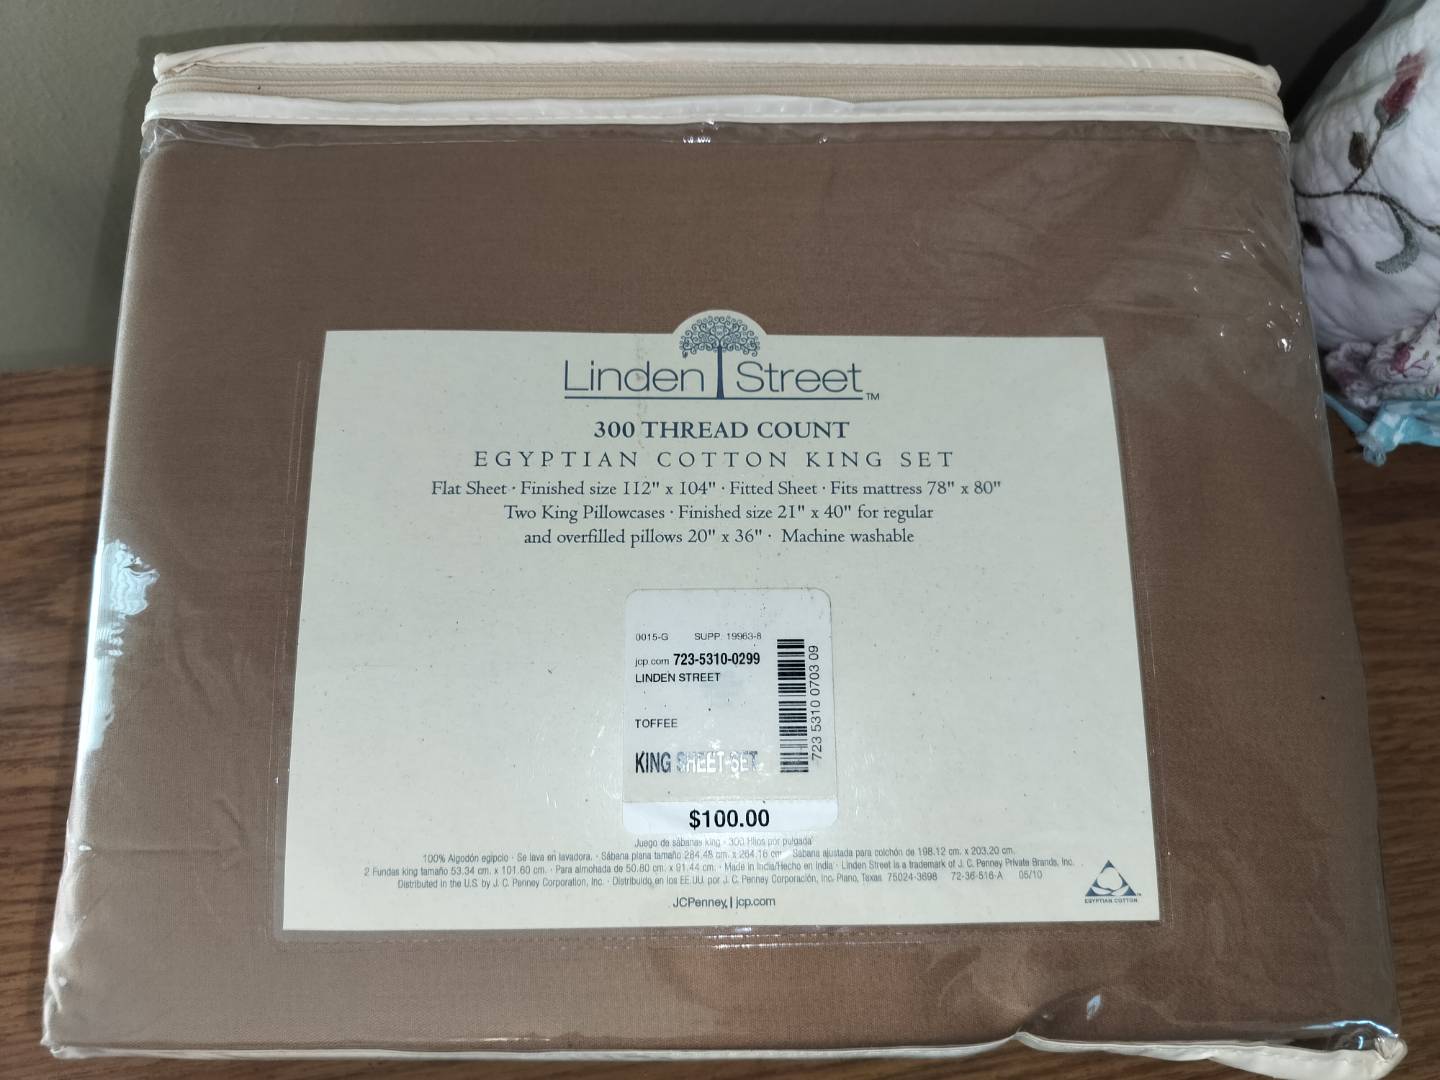 Linden Street™
300 THREAD COUNT
EGYPTIAN COTTON KING SET
Flat Sheet · Finished size 112" x 104" · Fitted Sheet · Fits mattress 78" x 80"
Two King Pillowcases · Finished size 21" x 40" for regular
and overfilled pillows 20" x 36" · Machine washable
0015-G SUPP. 19963-8
jcp.com 723-5310-0299
LINDEN STREET
TOFFEE
KING SHEET SET
723 5310 0703 09
$100.00
Juego de sábanas king · 300 Hilos por pulgada
100% Algodón egipcio · Se lava en lavadora. · Sábana plana tamaño 284.48 cm. x 264.16 cm. · Sábana ajustada para colchón de 198.12 cm. x 203.20 cm.
2 Fundas king tamaño 53.34 cm. x 101.60 cm. · Para almohada de 50.80 cm. x 91.44 cm. · Made in India/Hecho en India · Linden Street is a trademark of J. C. Penney Private Brands, Inc.
Distributed in the U.S. by J. C. Penney Corporation, Inc. · Distribuido en los EE.UU. por J. C. Penney Corporación, Inc. Plano, Texas 75024-3698 72-36-516-A 05/10
EGYPTIAN COTTON™
JCPenney | jcp.com